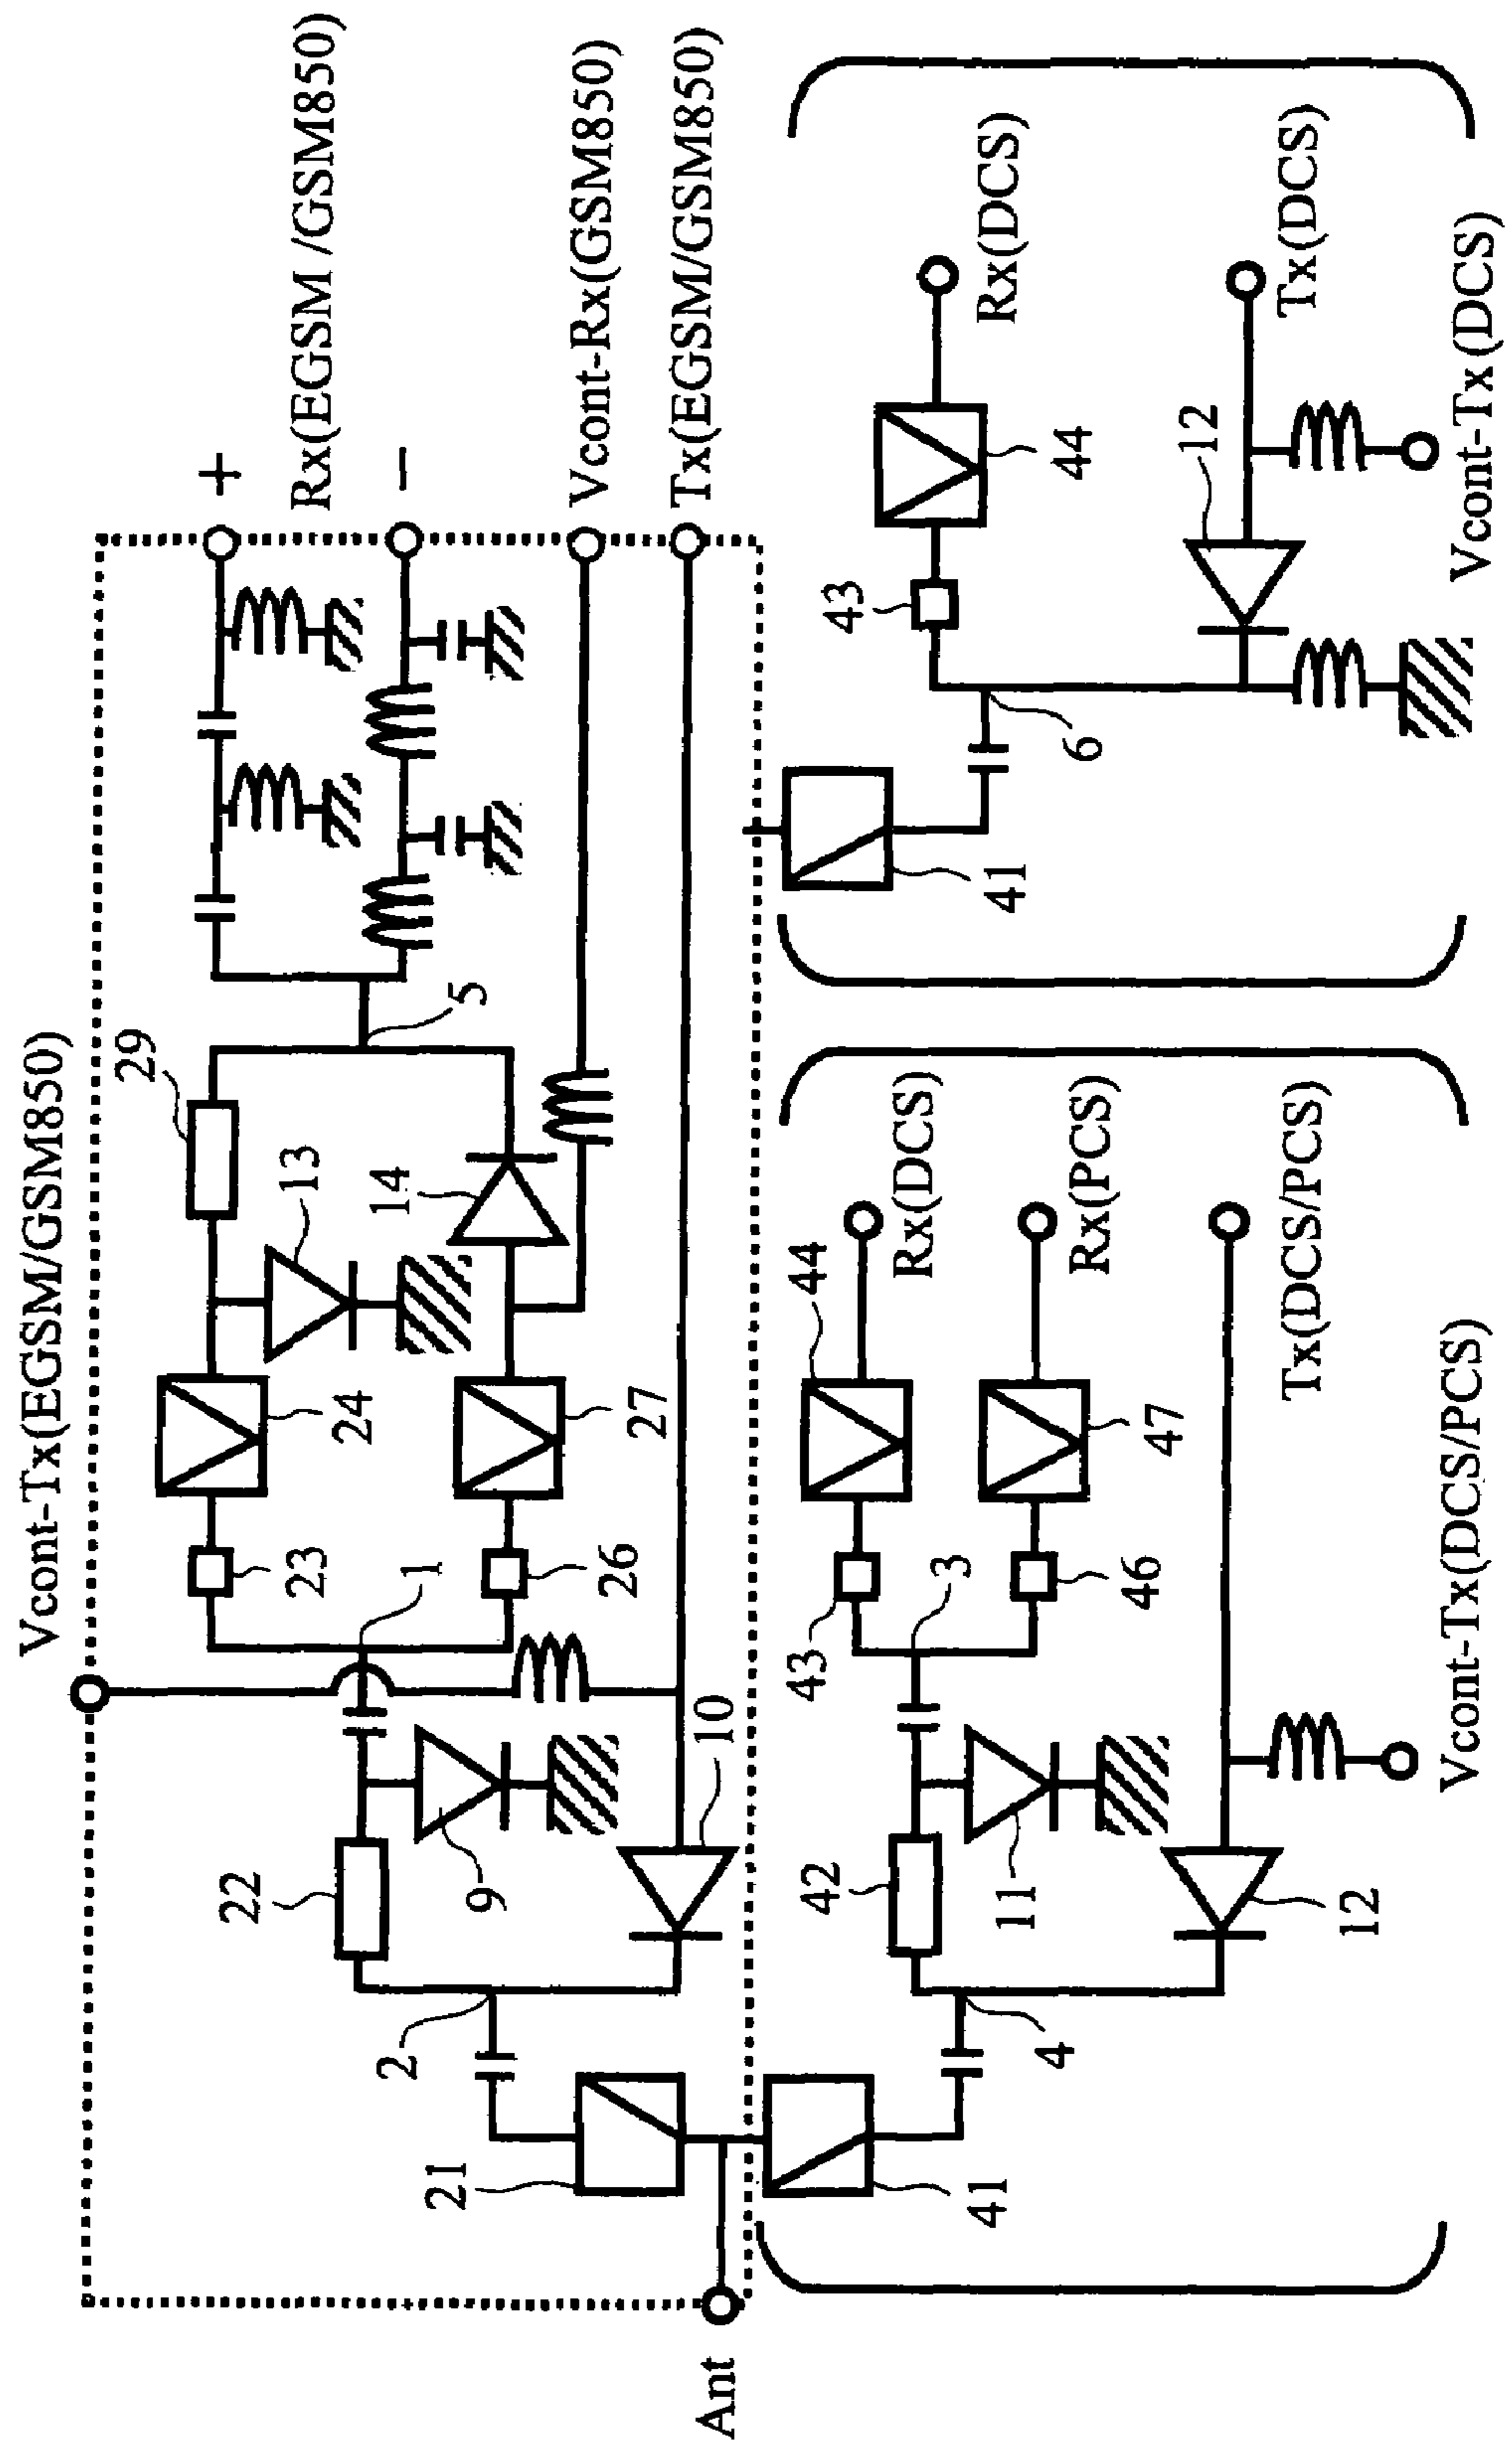 Vcont-Tx(EGSM/GSM850)
29
+
Rx(EGSM /GSM850)
−
Vcont-Rx(GSM850)
Tx(EGSM/GSM850)
5
13
14
24
27
23
1
26
22
9
10
2
21
Ant
41
4
42
11
12
3
43
44
46
47
Rx(DCS)
Rx(PCS)
Tx(DCS/PCS)
Vcont-Tx(DCS/PCS)
41
6
43
44
12
Rx(DCS)
Tx(DCS)
Vcont-Tx(DCS)